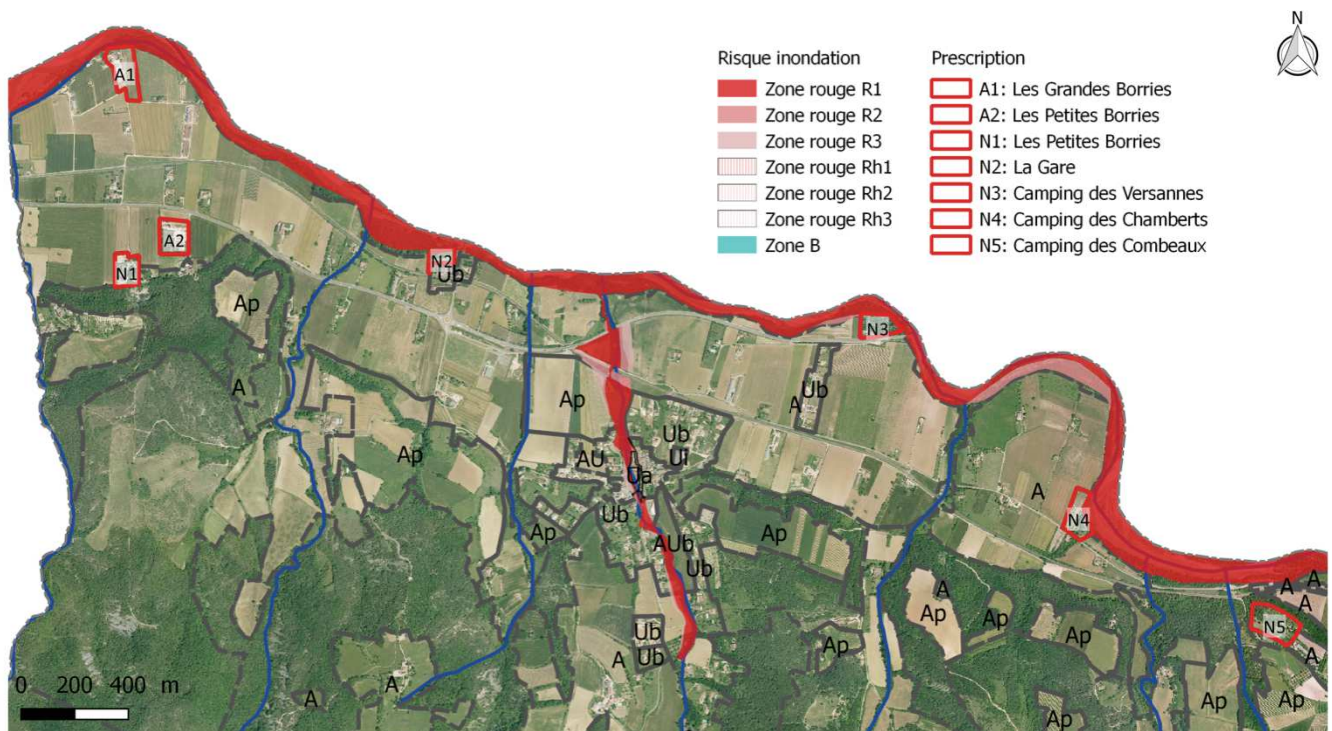 N
Risque inondation
Zone rouge R1
Zone rouge R2
Zone rouge R3
Zone rouge Rh1
Zone rouge Rh2
Zone rouge Rh3
Zone B
Prescription
A1: Les Grandes Borries
A2: Les Petites Borries
N1: Les Petites Borries
N2: La Gare
N3: Camping des Versannes
N4: Camping des Chamberts
N5: Camping des Combeaux
A1
A2
N1
N2
Ub
Ap
N3
A
Ap
Ub
A
Ap
Ub
AU
Ui
Ua
A
N4
Ub
Ap
Ap
AUb
Ub
A
A
A
Ap
Ap
Ap
N5
Ub
Ub
Ap
A
A
A
A
Ap
Ap
Ap
0 200 400 m